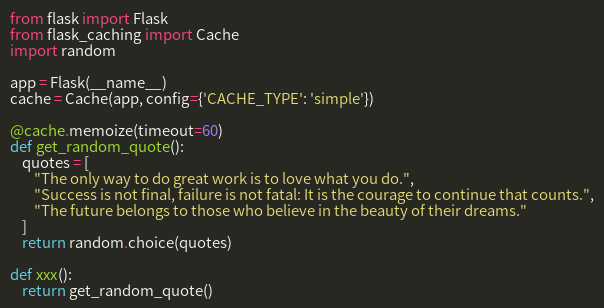 from flask import Flask
from flask_caching import Cache
import random

app = Flask(__name__)
cache = Cache(app, config={'CACHE_TYPE': 'simple'})

@cache.memoize(timeout=60)
def get_random_quote():
    quotes = [
        "The only way to do great work is to love what you do.",
        "Success is not final, failure is not fatal: It is the courage to continue that counts.",
        "The future belongs to those who believe in the beauty of their dreams."
    ]
    return random.choice(quotes)

def xxx():
    return get_random_quote()